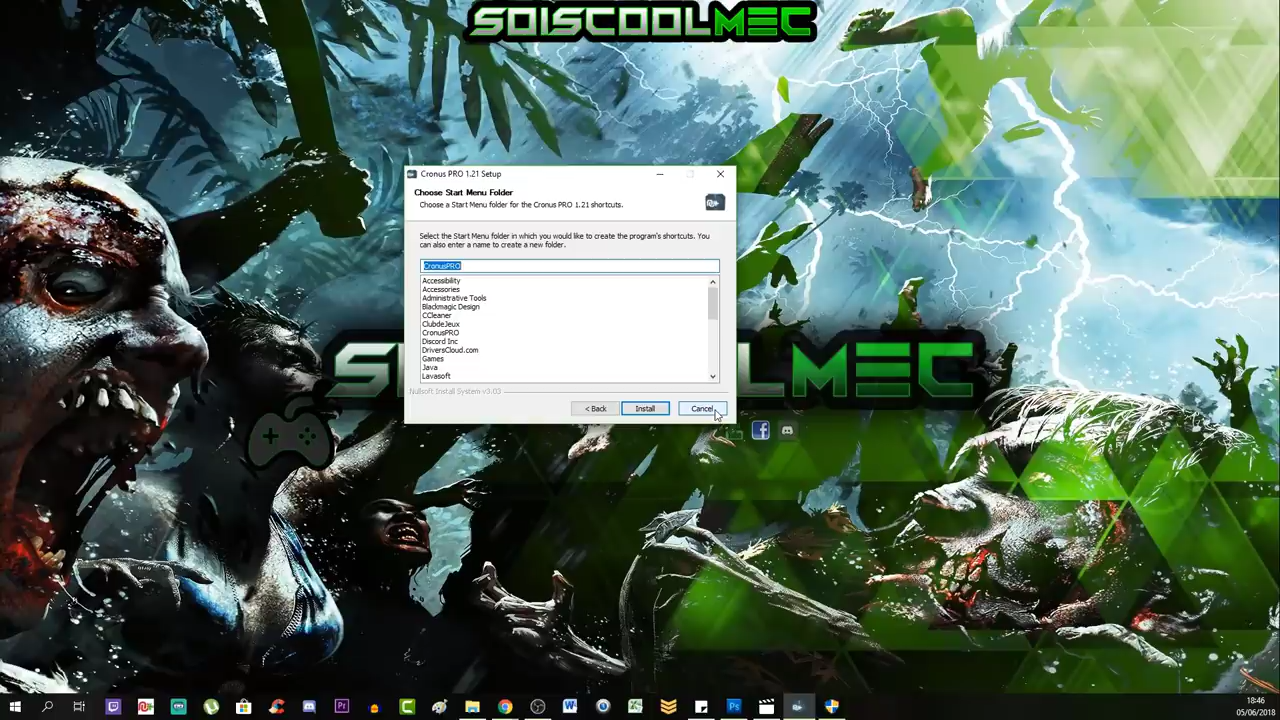 SOISCOOLMEC
Cronus PRO 1.21 Setup
Choose Start Menu Folder
Choose a Start Menu folder for the Cronus PRO 1.21 shortcuts.
Select the Start Menu folder in which you would like to create the program's shortcuts. You
can also enter a name to create a new folder.
CronusPRO
Accessibility
Accessories
Administrative Tools
Blackmagic Design
CCleaner
ClubdeJeux
CronusPRO
Discord Inc
DriversCloud.com
Games
Java
Lavasoft
Nullsoft Install System v3.03
< Back
Install
Cancel
LMEC
18:46
05/06/2018